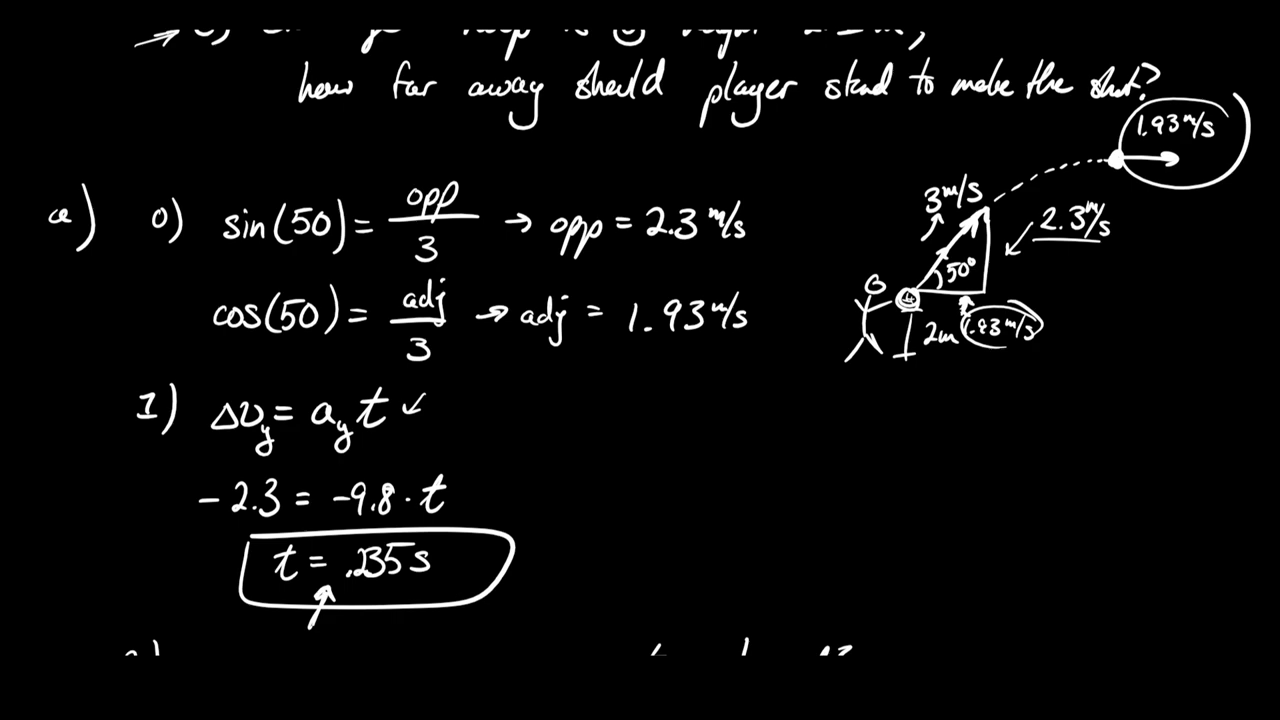 how far away should player stand to make the shot?
1.93 m/s
3 m/s
2.3 m/s
50°
2m 1.93 m/s
a) 0) sin(50) = opp / 3 → opp = 2.3 m/s
cos(50) = adj / 3 → adj = 1.93 m/s
1) Δv_y = a_y t
-2.3 = -9.8 · t
t = .235 s